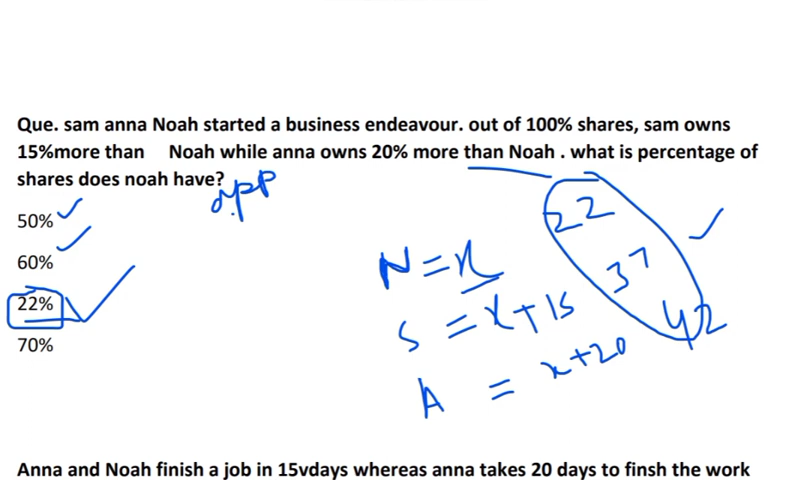 Que. sam anna Noah started a business endeavour. out of 100% shares, sam owns
15%more than Noah while anna owns 20% more than Noah . what is percentage of
shares does noah have?
50%
60%
22%
70%
22
37
42
N = x
S = x + 15
A = x + 20
Anna and Noah finish a job in 15vdays whereas anna takes 20 days to finsh the work